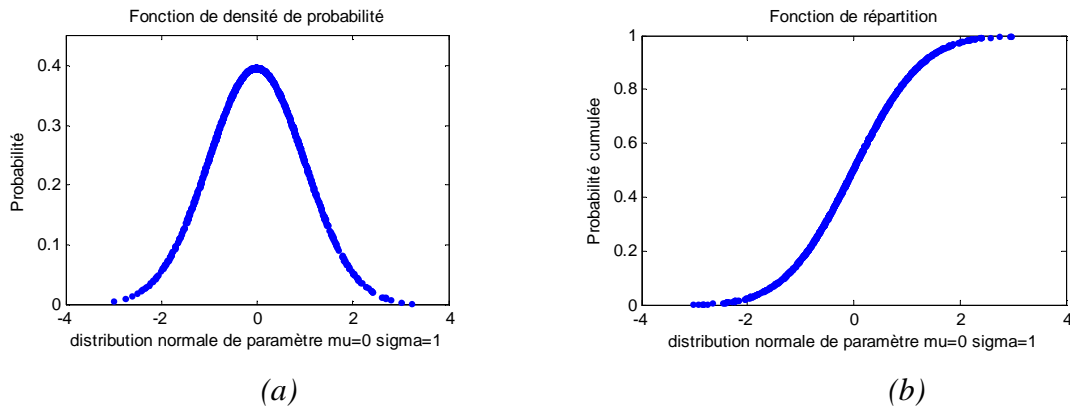 Fonction de densité de probabilité
0.4
0.3
0.2
0.1
0
Probabilité
-4
-2
0
2
4
distribution normale de paramètre mu=0 sigma=1
(a)
Fonction de répartition
1
0.8
0.6
0.4
0.2
0
Probabilité cumulée
-4
-2
0
2
4
distribution normale de paramètre mu=0 sigma=1
(b)